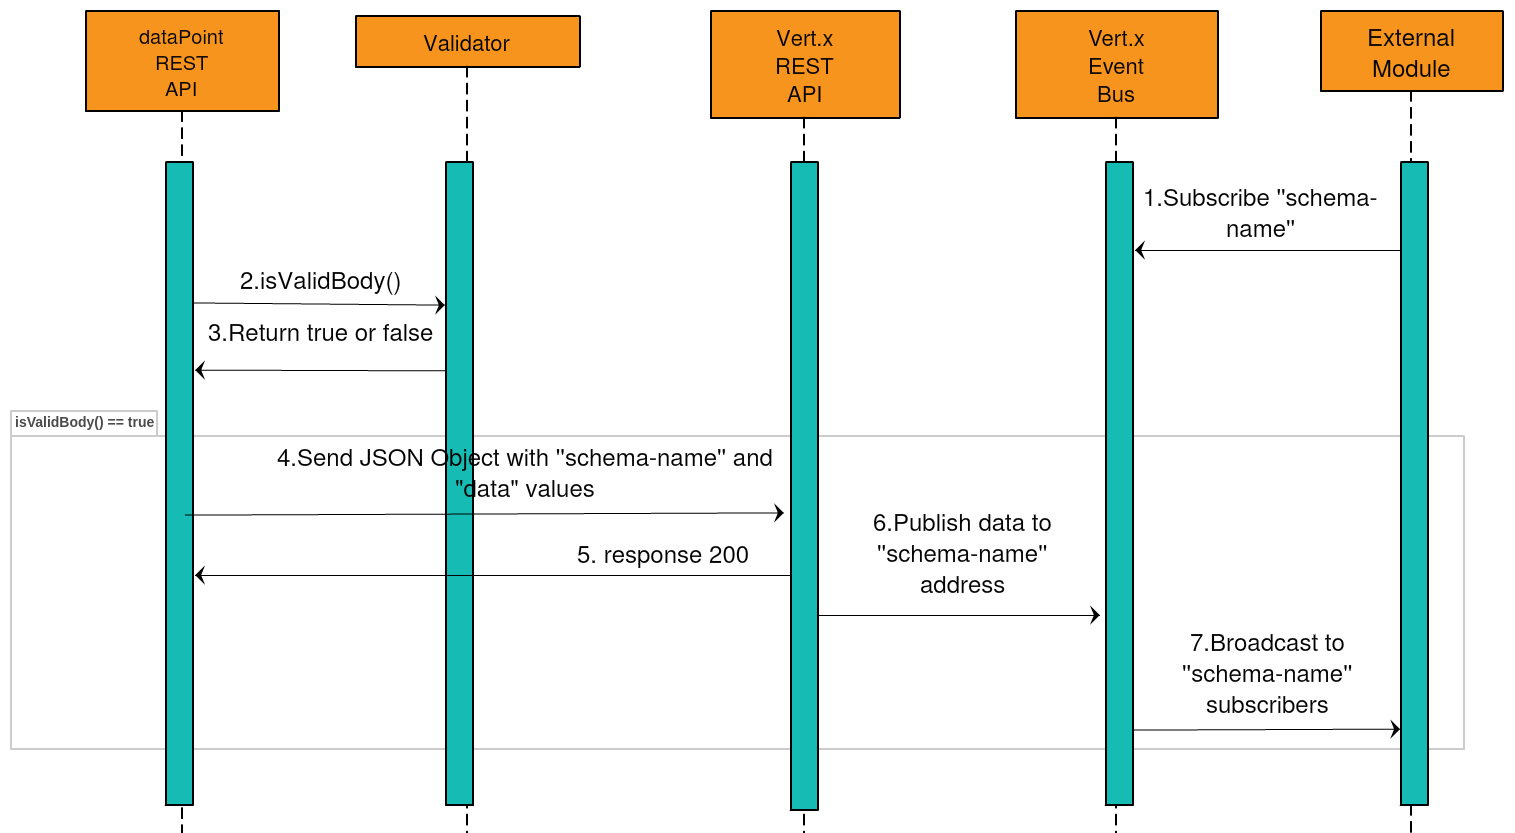 dataPoint
REST
API
Validator
Vert.x
REST
API
Vert.x
Event
Bus
External
Module
1.Subscribe "schema-
name"
2.isValidBody()
3.Return true or false
isValidBody() == true
4.Send JSON Object with "schema-name" and
"data" values
5. response 200
6.Publish data to
"schema-name"
address
7.Broadcast to
"schema-name"
subscribers